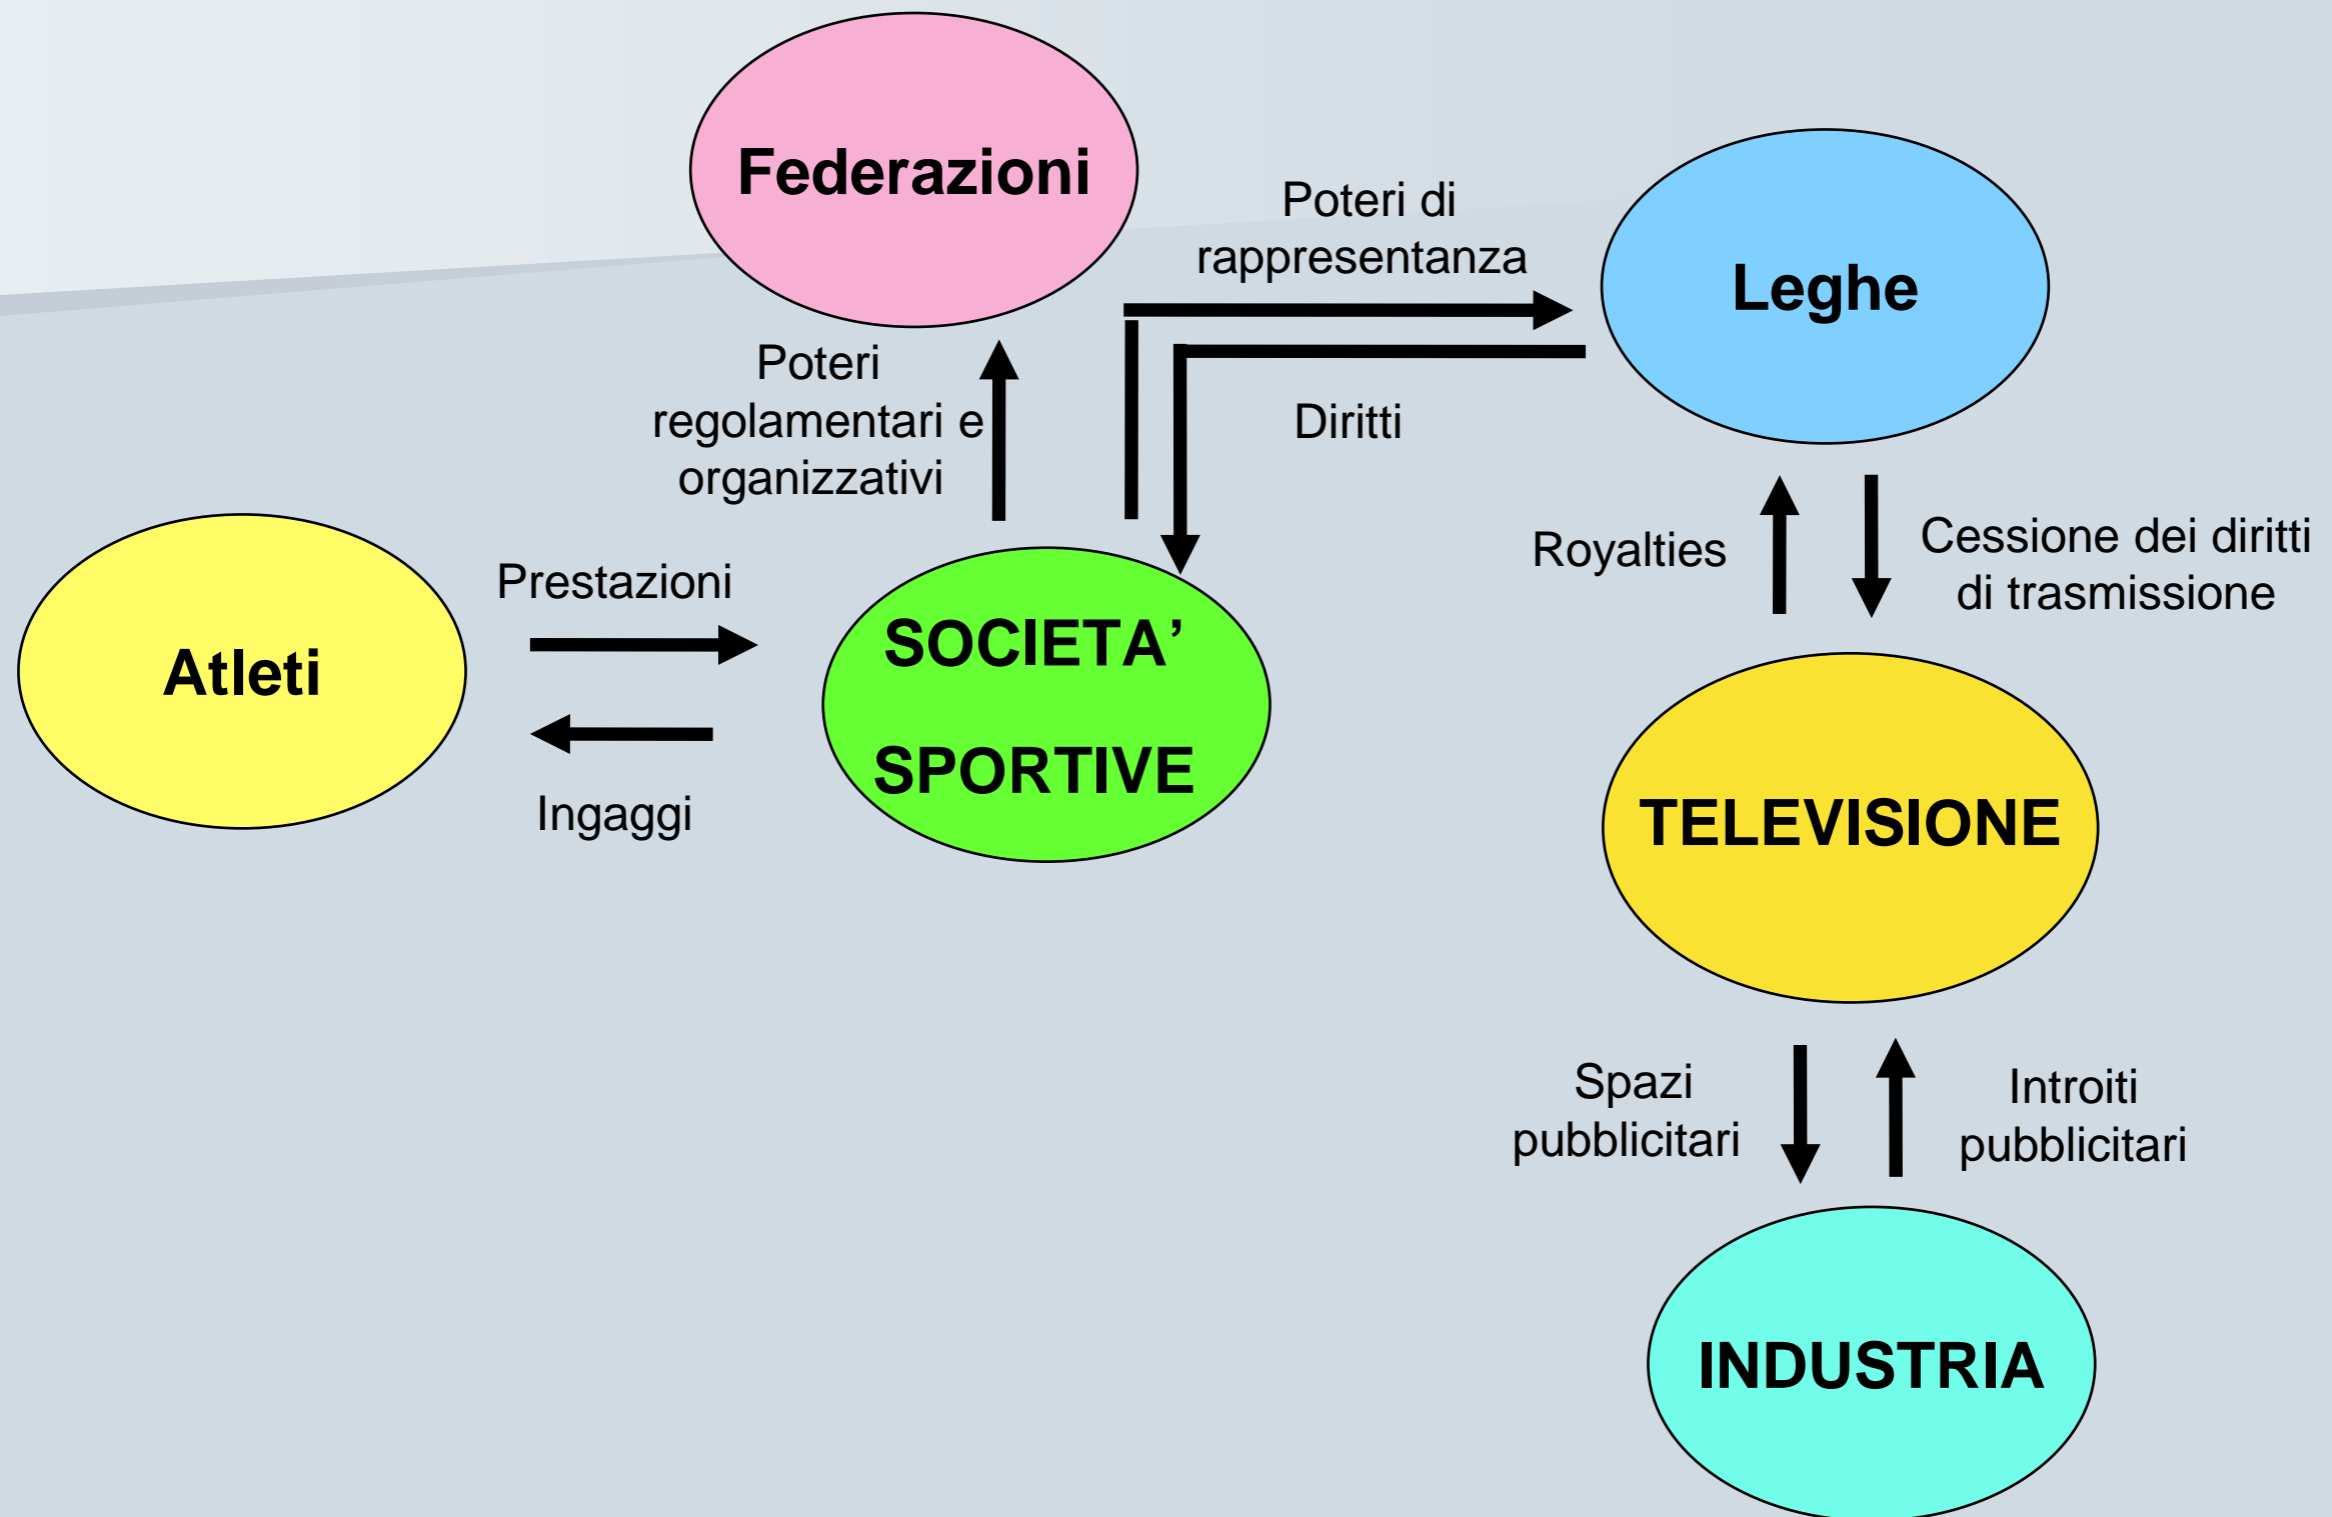 Federazioni
Poteri di
rappresentanza
Leghe
Poteri
regolamentari e
organizzativi
Diritti
Royalties
Cessione dei diritti
di trasmissione
Prestazioni
Atleti
SOCIETA’
SPORTIVE
Ingaggi
TELEVISIONE
Spazi
pubblicitari
Introiti
pubblicitari
INDUSTRIA